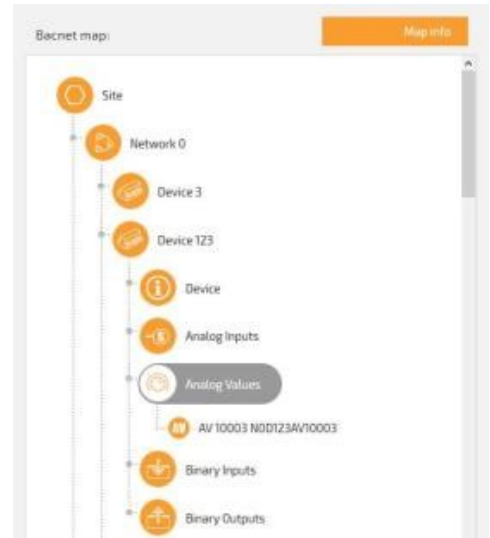 Bacnet map:
Map info
Site
Network 0
Device 3
Device 123
Device
Analog Inputs
Analog Values
AV AV 10003 N0D123AV10003
Binary Inputs
Binary Outputs